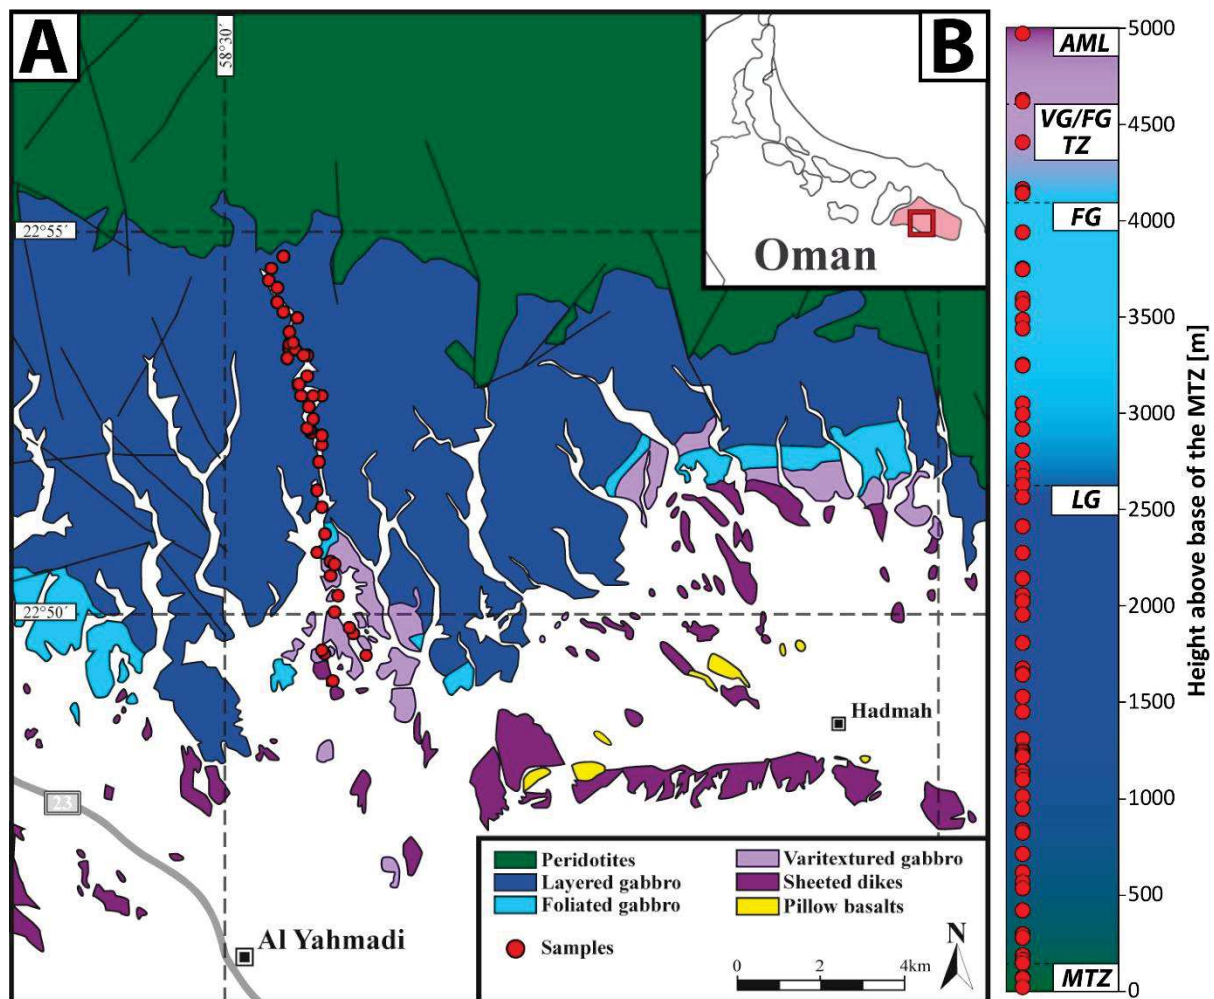 A
B
58°30´
22°55´
22°50´
Oman
Hadmah
23
Al Yahmadi
Peridotites
Layered gabbro
Foliated gabbro
Samples
Varitextured gabbro
Sheeted dikes
Pillow basalts
N
0 2 4km
AML
VG/FG
TZ
FG
LG
MTZ
5000
4500
4000
3500
3000
2500
2000
1500
1000
500
0
Height above base of the MTZ [m]